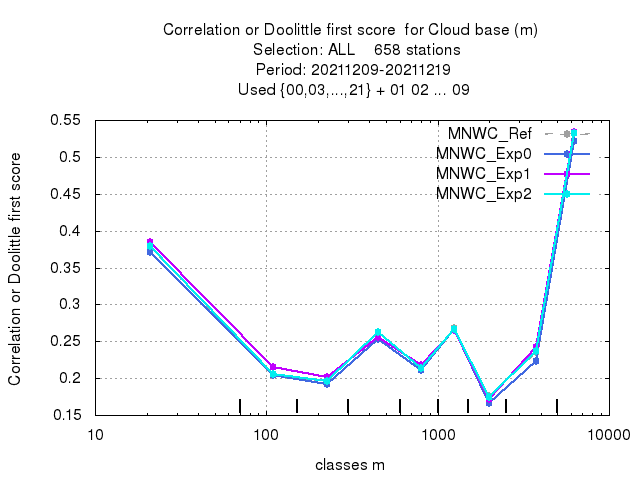 Correlation or Doolittle first score  for Cloud base (m)
Selection: ALL    658 stations
Period: 20211209-20211219
Used {00,03,...,21} + 01 02 ... 09
Correlation or Doolittle first score
0.55
0.5
0.45
0.4
0.35
0.3
0.25
0.2
0.15
MNWC_Ref
MNWC_Exp0
MNWC_Exp1
MNWC_Exp2
10 100 1000 10000
classes m